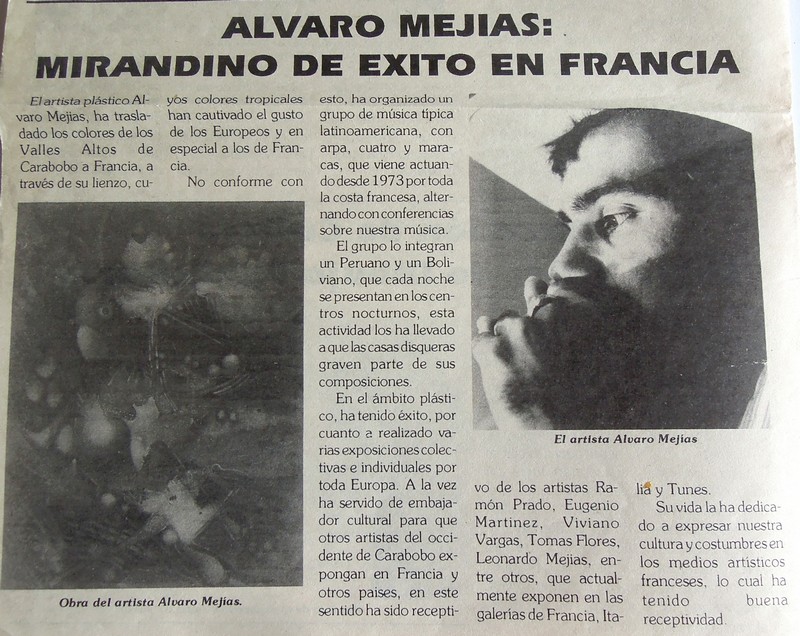 ALVARO MEJIAS:
MIRANDINO DE EXITO EN FRANCIA
El artista plástico Al-
varo Mejías, ha trasla-
dado los colores de los
Valles Altos de
Carabobo a Francia, a
través de su lienzo, cu-
yos colores tropicales
han cautivado el gusto
de los Europeos y en
especial a los de Fran-
cia.
No conforme con
esto, ha organizado un
grupo de música típica
latinoamericana, con
arpa, cuatro y mara-
cas, que viene actuan-
do desde 1973 por toda
la costa francesa, alter-
nando con conferencias
sobre nuestra música.
El grupo lo integran
un Peruano y un Boli-
viano, que cada noche
se presentan en los cen-
tros nocturnos, esta
actividad los ha llevado
a que las casas disqueras
graven parte de sus
composiciones.
En el ámbito plásti-
co, ha tenido éxito, por
cuanto a realizado va-
rias exposiciones colec-
tivas e individuales por
toda Europa. A la vez
ha servido de embaja-
dor cultural para que
otros artistas del occi-
dente de Carabobo ex-
pongan en Francia y
otros paises, en este
sentido ha sido recepti-
vo de los artistas Ra-
món Prado, Eugenio
Martinez, Viviano
Vargas, Tomas Flores,
Leonardo Mejías, en-
tre otros, que actual-
mente exponen en las
galerías de Francia, Ita-
lia y Tunes.
Su vida la ha dedica-
do a expresar nuestra
cultura y costumbres en
los medios artísticos
franceses, lo cual ha
tenido buena
receptividad.
El artista Alvaro Mejías
Obra del artista Alvaro Mejías.